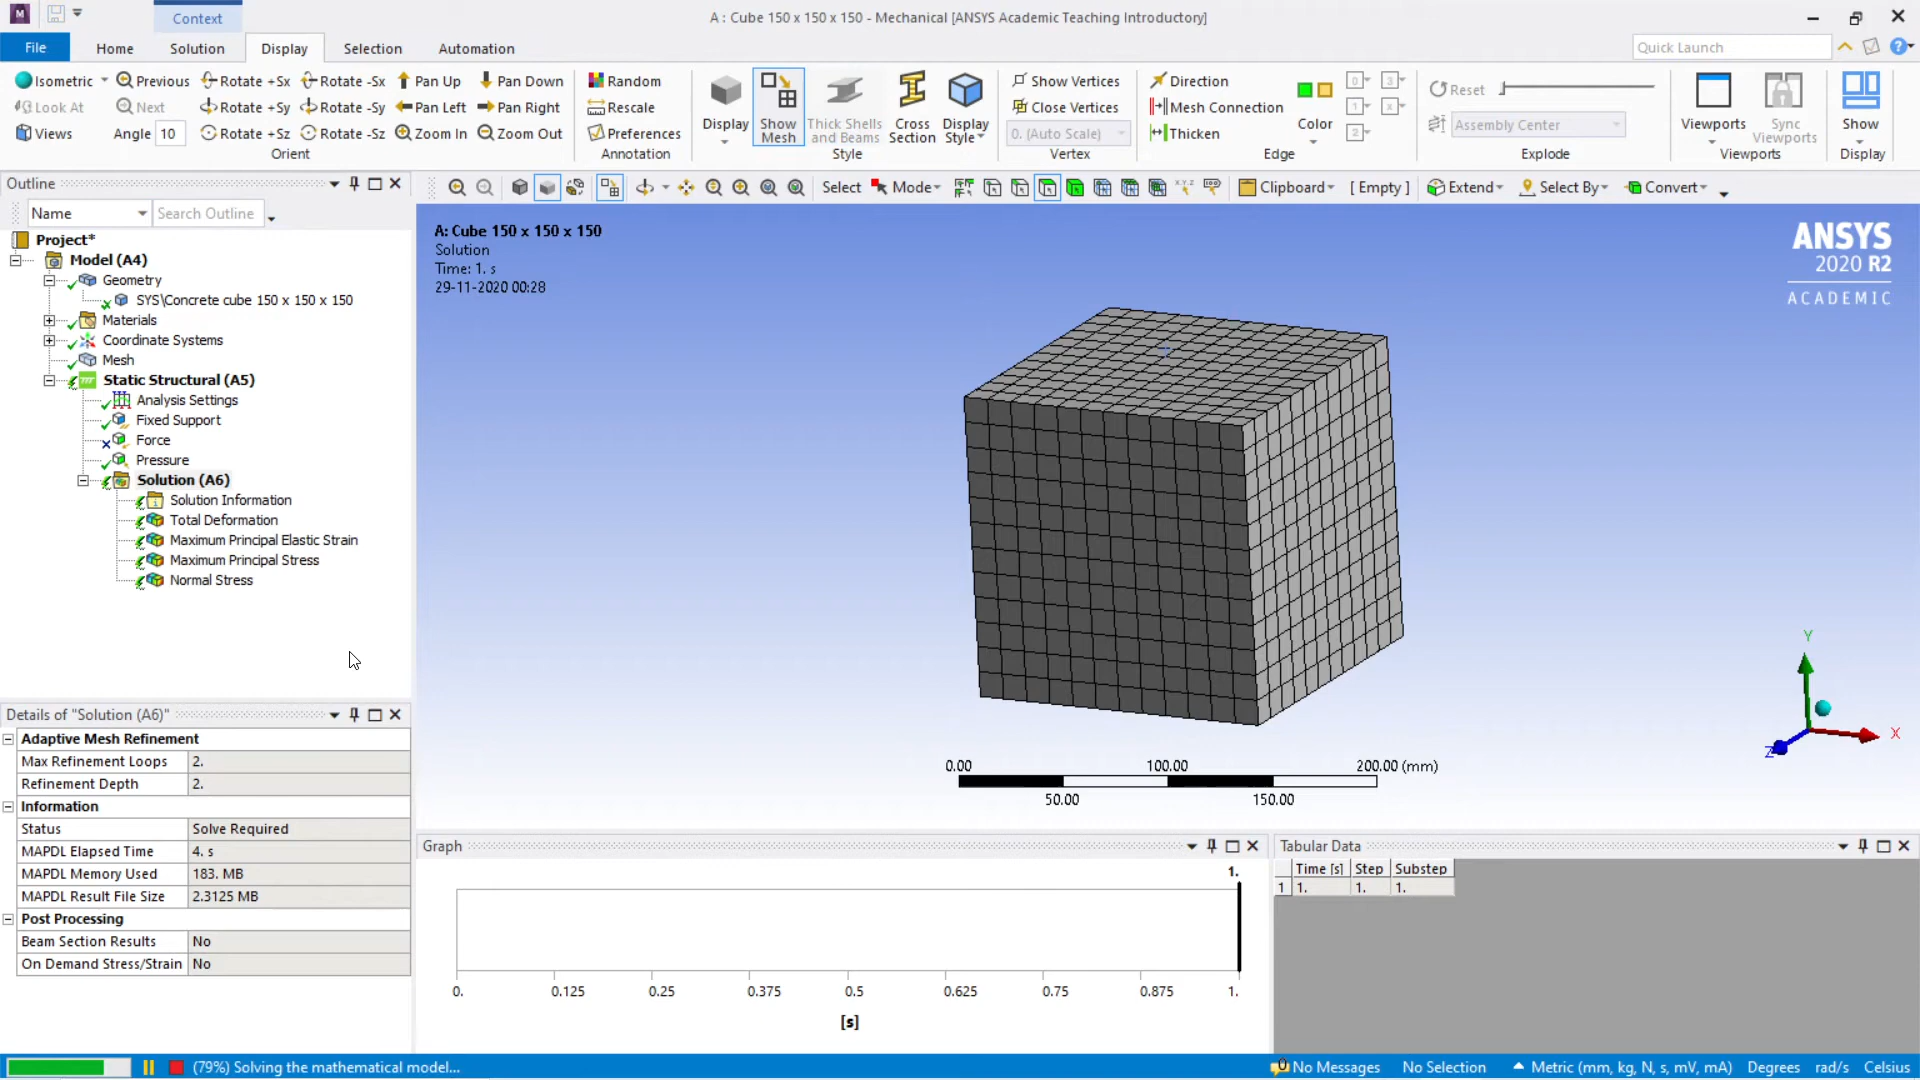 Context
A : Cube 150 x 150 x 150 - Mechanical [ANSYS Academic Teaching Introductory]
File Home Solution Display Selection Automation
Quick Launch
Isometric Previous Rotate +Sx Rotate -Sx Pan Up Pan Down
Look At Next Rotate +Sy Rotate -Sy Pan Left Pan Right
Views Angle 10 Rotate +Sz Rotate -Sz Zoom In Zoom Out
Orient
Random
Rescale
Preferences
Annotation
Display
Show Mesh
Thick Shells and Beams
Cross Section
Display Style
Style
Show Vertices
Close Vertices
0. (Auto Scale)
Vertex
Direction
Mesh Connection
Thicken
Color
Edge
Reset
Assembly Center
Explode
Viewports
Sync Viewports
Viewports
Show
Display
Outline
Name Search Outline
Select Mode Clipboard [ Empty ] Extend Select By Convert
Project*
Model (A4)
Geometry
SYS\Concrete cube 150 x 150 x 150
Materials
Coordinate Systems
Mesh
Static Structural (A5)
Analysis Settings
Fixed Support
Force
Pressure
Solution (A6)
Solution Information
Total Deformation
Maximum Principal Elastic Strain
Maximum Principal Stress
Normal Stress
A: Cube 150 x 150 x 150
Solution
Time: 1. s
29-11-2020 00:28
ANSYS
2020 R2
ACADEMIC
Y
X
Z
0.00 100.00 200.00 (mm)
50.00 150.00
Details of "Solution (A6)"
Adaptive Mesh Refinement
Max Refinement Loops 2.
Refinement Depth 2.
Information
Status Solve Required
MAPDL Elapsed Time 4. s
MAPDL Memory Used 183. MB
MAPDL Result File Size 2.3125 MB
Post Processing
Beam Section Results No
On Demand Stress/Strain No
Graph
1.
0. 0.125 0.25 0.375 0.5 0.625 0.75 0.875 1.
[s]
Tabular Data
Time [s] Step Substep
1 1. 1. 1.
(79%) Solving the mathematical model...
0 No Messages No Selection Metric (mm, kg, N, s, mV, mA) Degrees rad/s Celsius